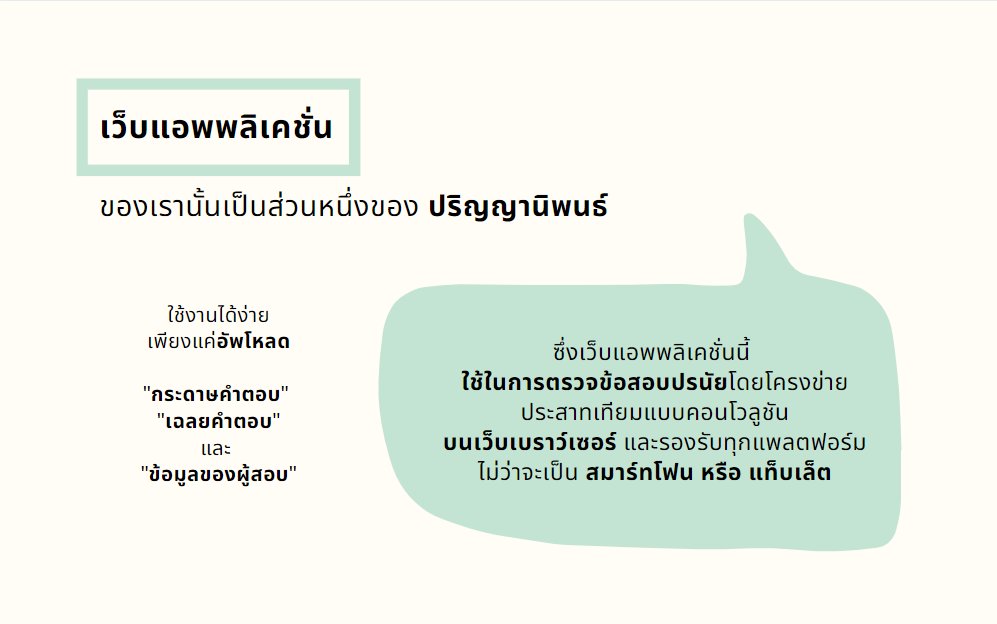 เว็บแอพพลิเคชั่น
ของเรานั้นเป็นส่วนหนึ่งของ ปริญญานิพนธ์
ใช้งานได้ง่าย
เพียงแค่อัพโหลด
"กระดาษคำตอบ"
"เฉลยคำตอบ"
และ
"ข้อมูลของผู้สอบ"
ซึ่งเว็บแอพพลิเคชั่นนี้
ใช้ในการตรวจข้อสอบปรนัยโดยโครงข่าย
ประสาทเทียมแบบคอนโวลูชัน
บนเว็บเบราว์เซอร์ และรองรับทุกแพลตฟอร์ม
ไม่ว่าจะเป็น สมาร์ทโฟน หรือ แท็บเล็ต